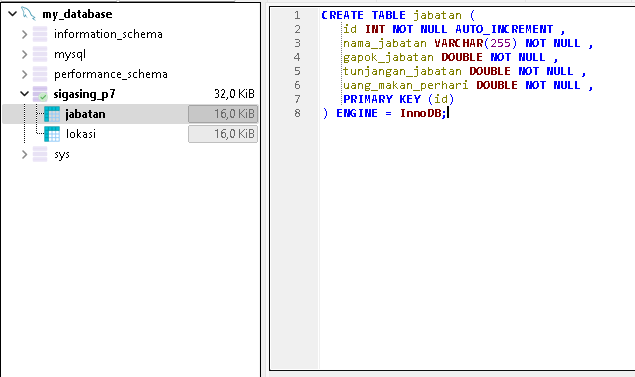 my_database
information_schema
mysql
performance_schema
sigasing_p7 32,0 KiB
jabatan 16,0 KiB
lokasi 16,0 KiB
sys
1 CREATE TABLE jabatan (
2 id INT NOT NULL AUTO_INCREMENT ,
3 nama_jabatan VARCHAR(255) NOT NULL ,
4 gapok_jabatan DOUBLE NOT NULL ,
5 tunjangan_jabatan DOUBLE NOT NULL ,
6 uang_makan_perhari DOUBLE NOT NULL ,
7 PRIMARY KEY (id)
8 ) ENGINE = InnoDB;